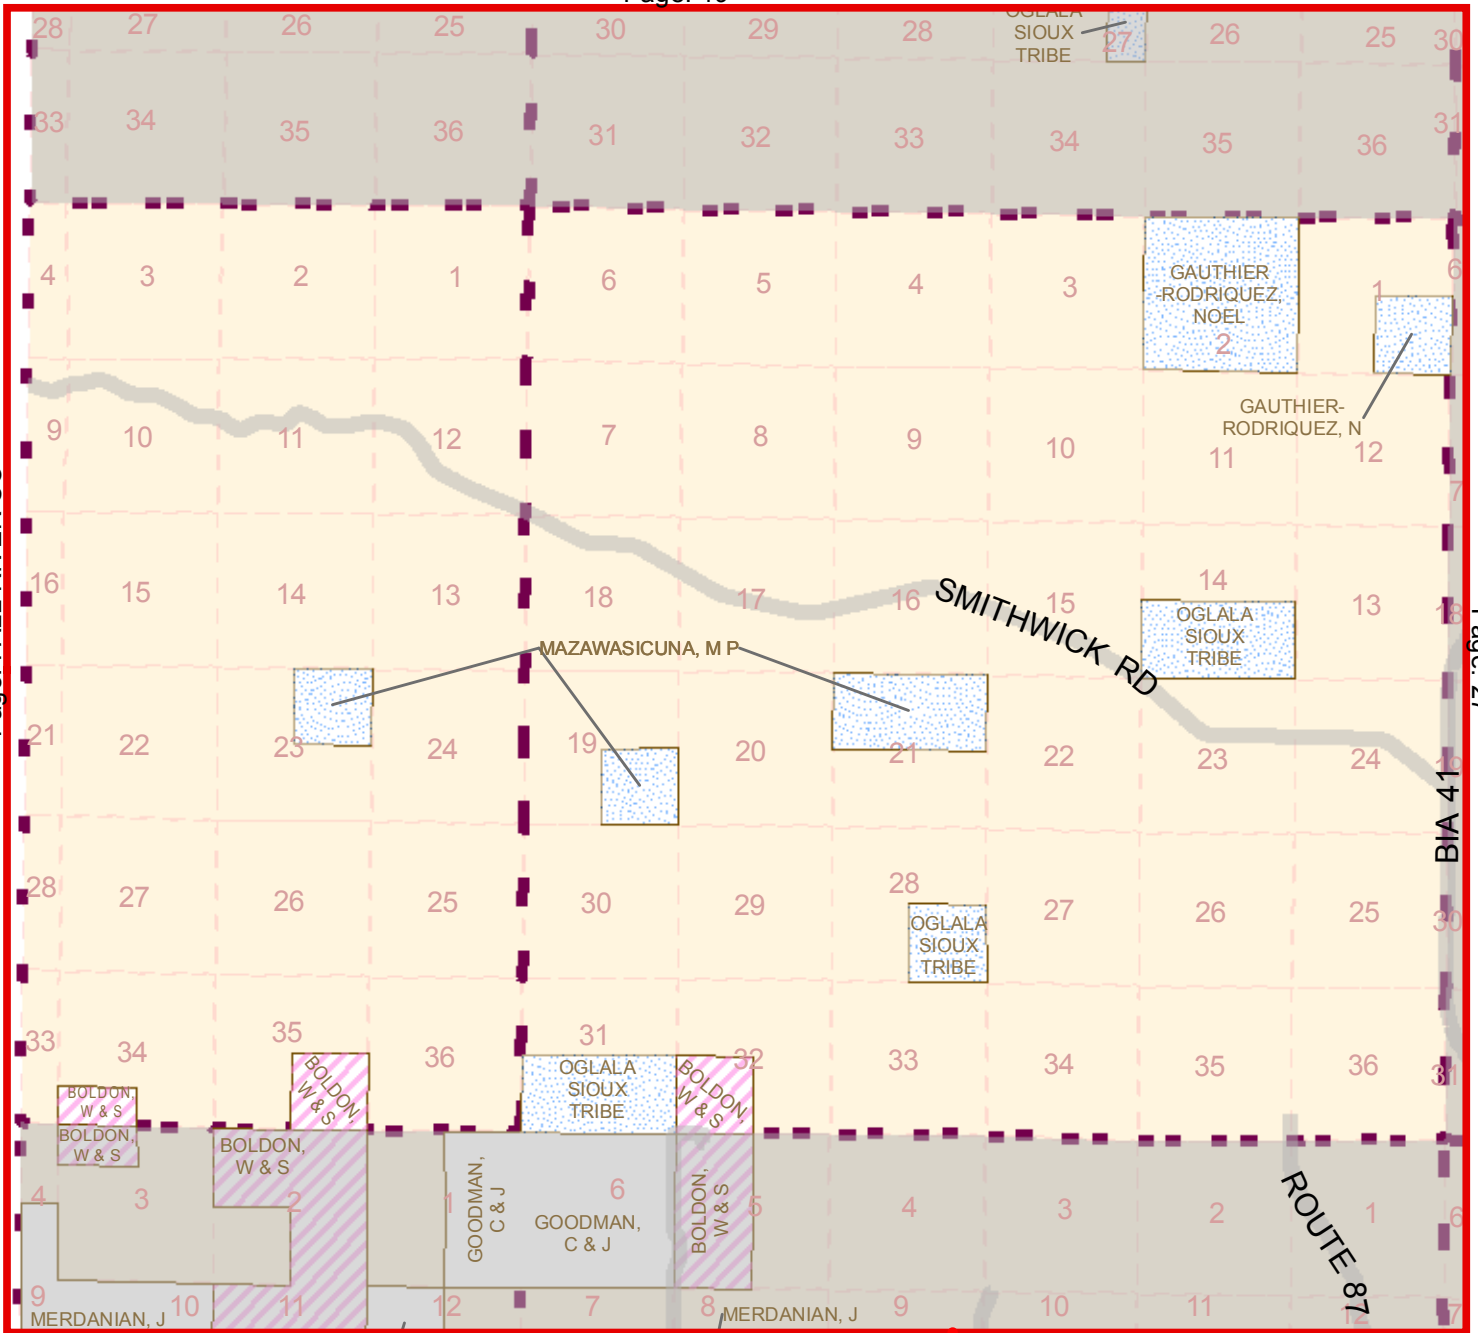 28 27 26 25 30 29 28 27 26 25 30
OGLALA
SIOUX
TRIBE
33 34 35 36 31 32 33 34 35 36 31
4 3 2 1 6 5 4 3 2 1 6
GAUTHIER
-RODRIQUEZ,
NOEL
GAUTHIER-
RODRIQUEZ, N
9 10 11 12 7 8 9 10 11 12 7
16 15 14 13 18 17 16 15 14 13 18
SMITHWICK RD
OGLALA
SIOUX
TRIBE
MAZAWASICUNA, M P
21 22 23 24 19 20 21 22 23 24 19
BIA 41
28 27 26 25 30 29 28 27 26 25 30
OGLALA
SIOUX
TRIBE
33 34 35 36 31 32 33 34 35 36 31
BOLDON,
W & S
BOLDON,
W & S
OGLALA
SIOUX
TRIBE
BOLDON,
W & S
BOLDON,
W & S
BOLDON,
W & S
4 3 2 1 6 5 4 3 2 1 6
GOODMAN,
C & J
GOODMAN,
C & J
BOLDON,
W & S
ROUTE 87
9 10 11 12 7 8 9 10 11 12 7
MERDANIAN, J
MERDANIAN, J